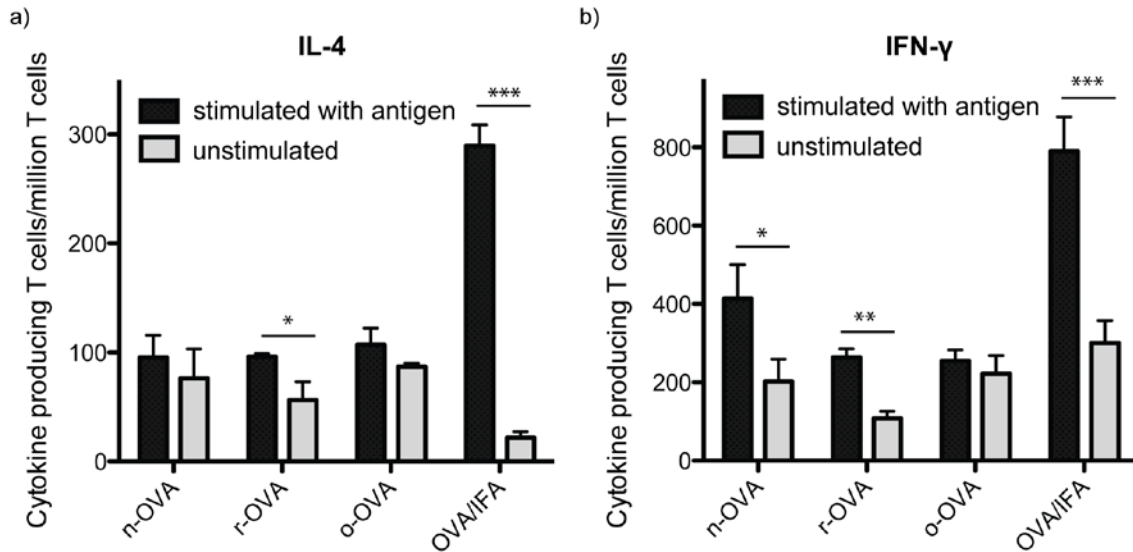 a)
IL-4
Cytokine producing T cells/million T cells
stimulated with antigen
unstimulated
***
*
300
200
100
0
n-OVA
r-OVA
o-OVA
OVA/IFA
b)
IFN-γ
Cytokine producing T cells/million T cells
stimulated with antigen
unstimulated
***
*
**
800
600
400
200
0
n-OVA
r-OVA
o-OVA
OVA/IFA